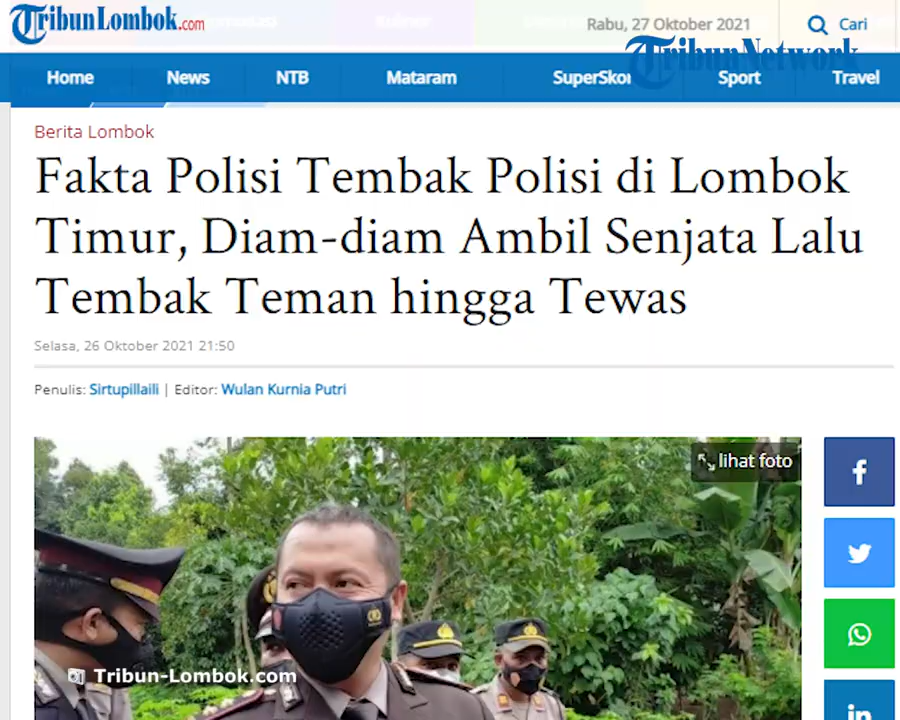 TribunLombok.com
Rabu, 27 Oktober 2021
Cari
TribunNetwork
Home News NTB Mataram SuperSkor Sport Travel
Berita Lombok
Fakta Polisi Tembak Polisi di Lombok
Timur, Diam-diam Ambil Senjata Lalu
Tembak Teman hingga Tewas
Selasa, 26 Oktober 2021 21:50
Penulis: Sirtupillaili | Editor: Wulan Kurnia Putri
lihat foto
Tribun-Lombok.com